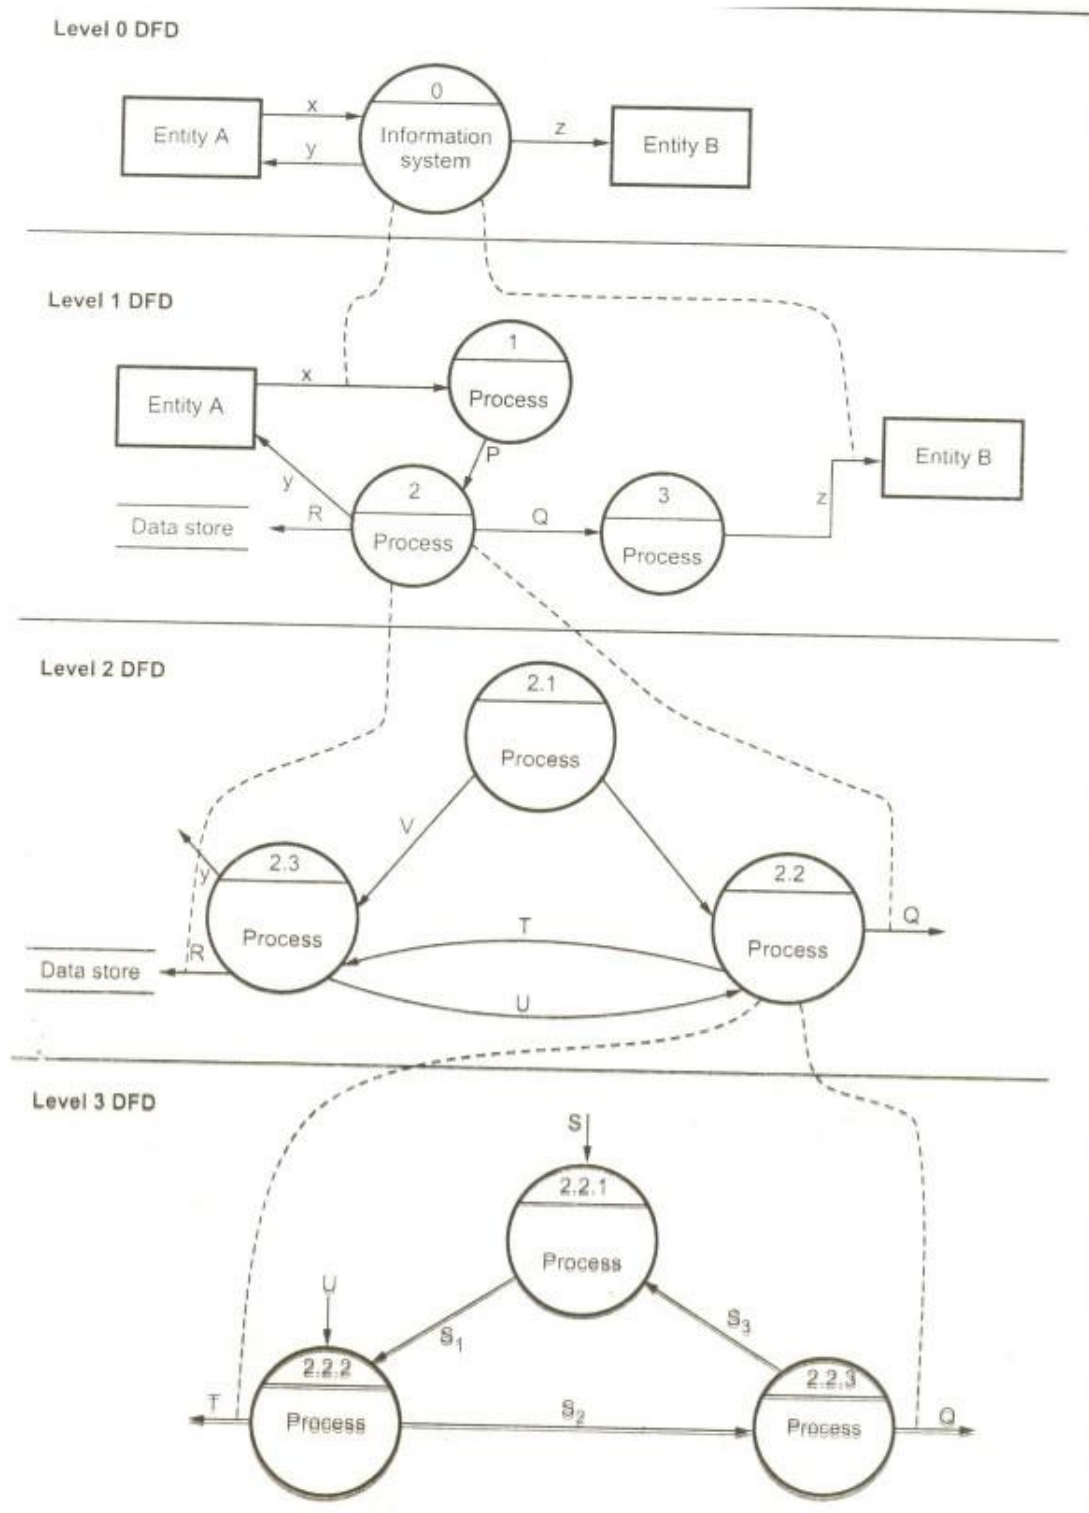 Level 0 DFD
0
x
Entity A
Information
system
z
Entity B
y
Level 1 DFD
1
x
Process
Entity A
Entity B
P
y
2
3
z
R
Q
Data store
Process
Process
Level 2 DFD
2.1
Process
V
2.3
2.2
y
Q
T
Process
Process
R
Data store
U
Level 3 DFD
S
2.2.1
Process
U
S₁
S₃
2.2.2
2.2.3
T
Process
S₂
Process
Q